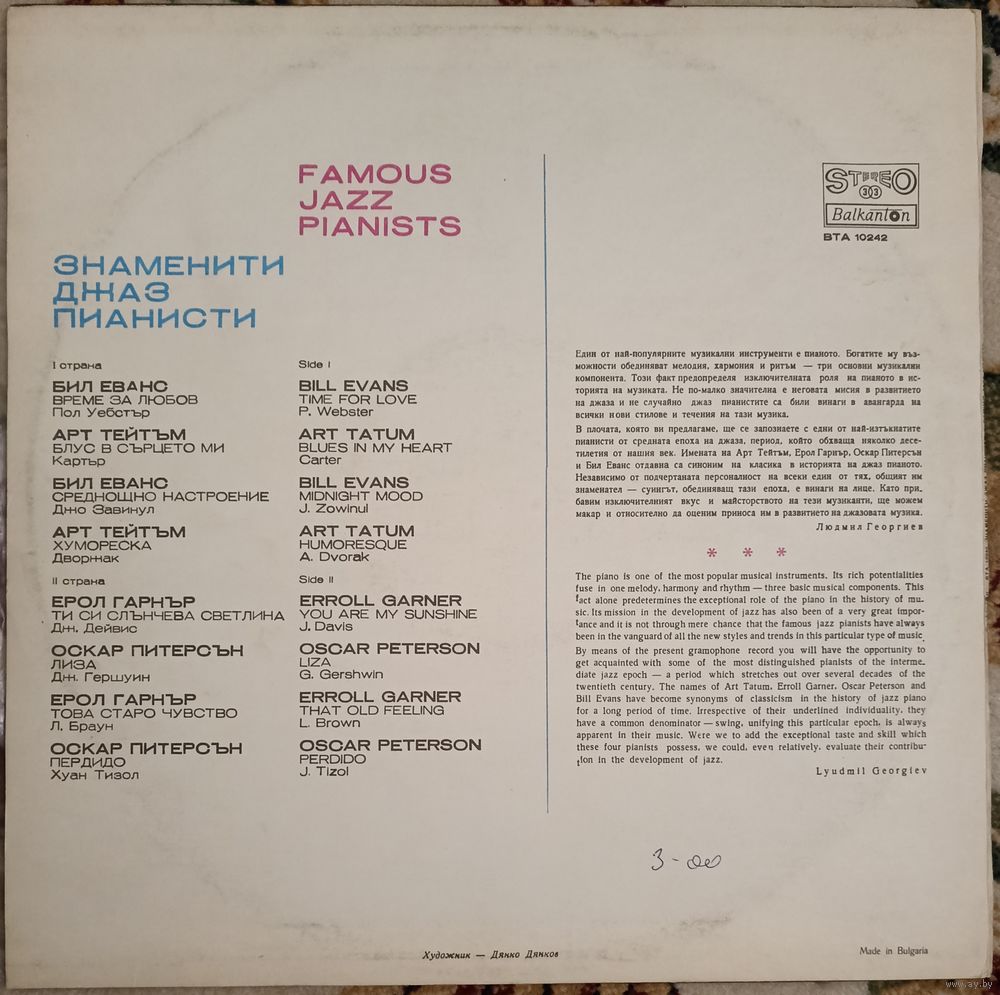 FAMOUS
JAZZ
PIANISTS
ЗНАМЕНИТИ
ДЖАЗ
ПИАНИСТИ
I страна
БИЛ ЕВАНС
ВРЕМЕ ЗА ЛЮБОВ
Пол Уебстър
АРТ ТЕЙТЪМ
БЛУС В СЪРЦЕТО МИ
Картър
БИЛ ЕВАНС
СРЕДНОЩНО НАСТРОЕНИЕ
Джо Завинул
АРТ ТЕЙТЪМ
ХУМОРЕСКА
Дворжак
II страна
ЕРОЛ ГАРНЪР
ТИ СИ СЛЪНЧЕВА СВЕТЛИНА
Дж. Дейвис
ОСКАР ПИТЕРСЪН
ЛИЗА
Дж. Гершуин
ЕРОЛ ГАРНЪР
ТОВА СТАРО ЧУВСТВО
Л. Браун
ОСКАР ПИТЕРСЪН
ПЕРДИДО
Хуан Тизол
Side I
BILL EVANS
TIME FOR LOVE
P. Webster
ART TATUM
BLUES IN MY HEART
Carter
BILL EVANS
MIDNIGHT MOOD
J. Zowinul
ART TATUM
HUMORESQUE
A. Dvorak
Side II
ERROLL GARNER
YOU ARE MY SUNSHINE
J. Davis
OSCAR PETERSON
LIZA
G. Gershwin
ERROLL GARNER
THAT OLD FEELING
L. Brown
OSCAR PETERSON
PERDIDO
J. Tizol
STEREO
33
Balkanton
ВТА 10242
Един от най-популярните музикални инструменти е пианото. Богатите му въз-
можности обединяват мелодия, хармония и ритъм — три основни музикални
компонента. Този факт предопределя изключителната роля на пианото в ис-
торията на музиката. Не по-малко значителна е неговата мисия в развитието
на джаза и не случайно джаз пианистите са били винаги в авангарда на
всички нови стилове и течения на тази музика.
В плочата, която ви предлагаме, ще се запознаете с едни от най-изтъкнатите
пианисти от средната епоха на джаза, период, който обхваща няколко десе-
тилетия от нашия век. Имената на Арт Тейтъм, Ерол Гарнър, Оскар Питерсън
и Бил Еванс отдавна са синоним на класика в историята на джаз пианото.
Независимо от подчертаната персоналност на всеки един от тях, общият им
знаменател — суингът, обединяващ тази епоха, е винаги на лице. Като при-
бавим изключителният вкус и майсторството на тези музиканти, ще можем
макар и относително да оценим приноса им в развитието на джазовата музика.
Людмил Георгиев
* * *
The piano is one of the most popular musical instruments. Its rich potentialities
fuse in one melody, harmony and rhythm — three basic musical components. This
fact alone predetermines the exceptional role of the piano in the history of mu-
sic. Its mission in the development of jazz has also been of a very great impor-
tance and it is not through mere chance that the famous jazz pianists have always
been in the vanguard of all the new styles and trends in this particular type of music.
By means of the present gramophone record you will have the opportunity to
get acquainted with some of the most distinguished pianists of the interme-
diate jazz epoch — a period which stretches out over several decades of the
twentieth century. The names of Art Tatum, Erroll Garner, Oscar Peterson and
Bill Evans have become synonyms of classicism in the history of jazz piano
for a long period of time. Irrespective of their underlined individuality, they
have a common denominator — swing, unifying this particular epoch, is always
apparent in their music. Were we to add the exceptional taste and skill which
these four pianists possess, we could, even relatively, evaluate their contribu-
tion in the development of jazz.
Lyudmil Georgiev
3-00
Художник — Дянко Дянков
Made in Bulgaria
www.ay.by